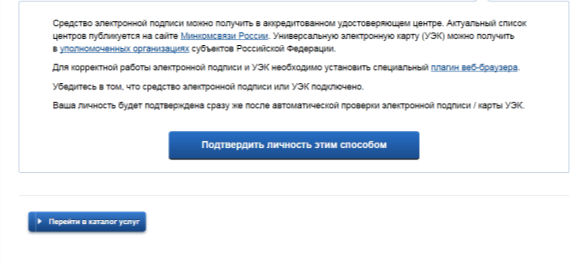 Средство электронной подписи можно получить в аккредитованном удостоверяющем центре. Актуальный список
центров публикуется на сайте Минкомсвязи России. Универсальную электронную карту (УЭК) можно получить
в уполномоченных организациях субъектов Российской Федерации.
Для корректной работы электронной подписи и УЭК необходимо установить специальный плагин веб-браузера.
Убедитесь в том, что средство электронной подписи или УЭК подключено.
Ваша личность будет подтверждена сразу же после автоматической проверки электронной подписи / карты УЭК.
Подтвердить личность этим способом
Перейти в каталог услуг